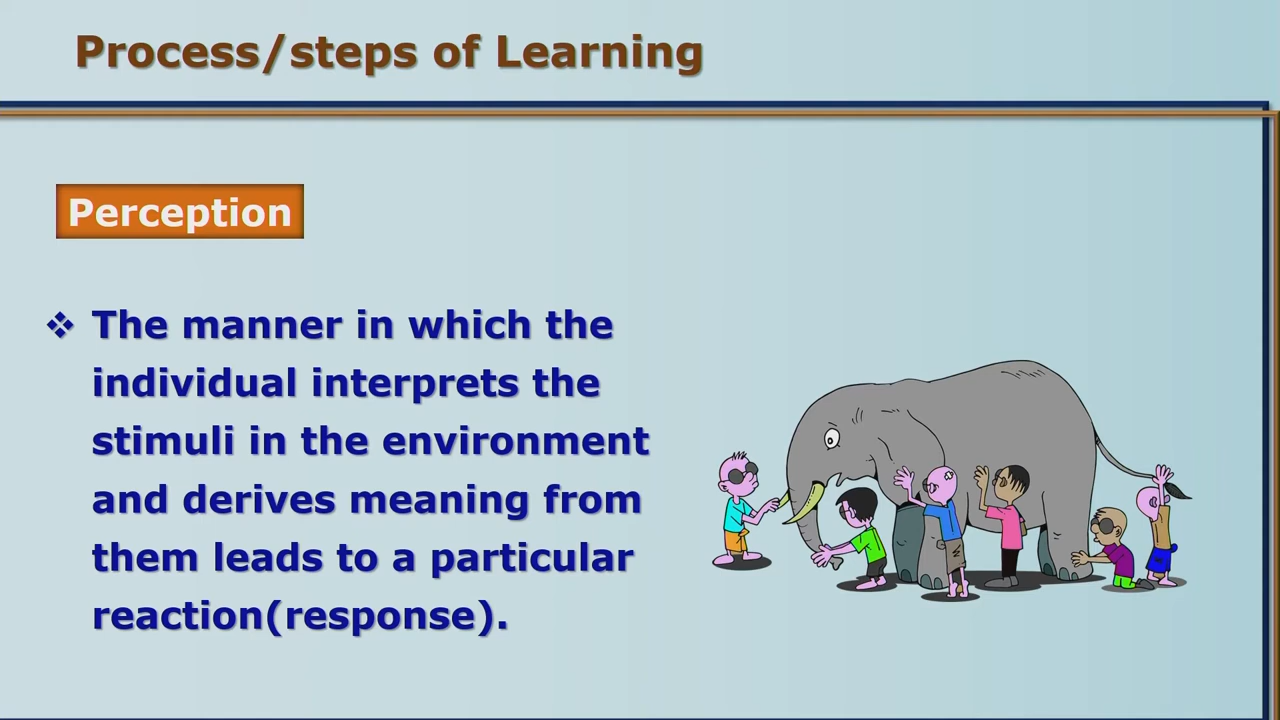 Process/steps of Learning
Perception
❖ The manner in which the
individual interprets the
stimuli in the environment
and derives meaning from
them leads to a particular
reaction(response).